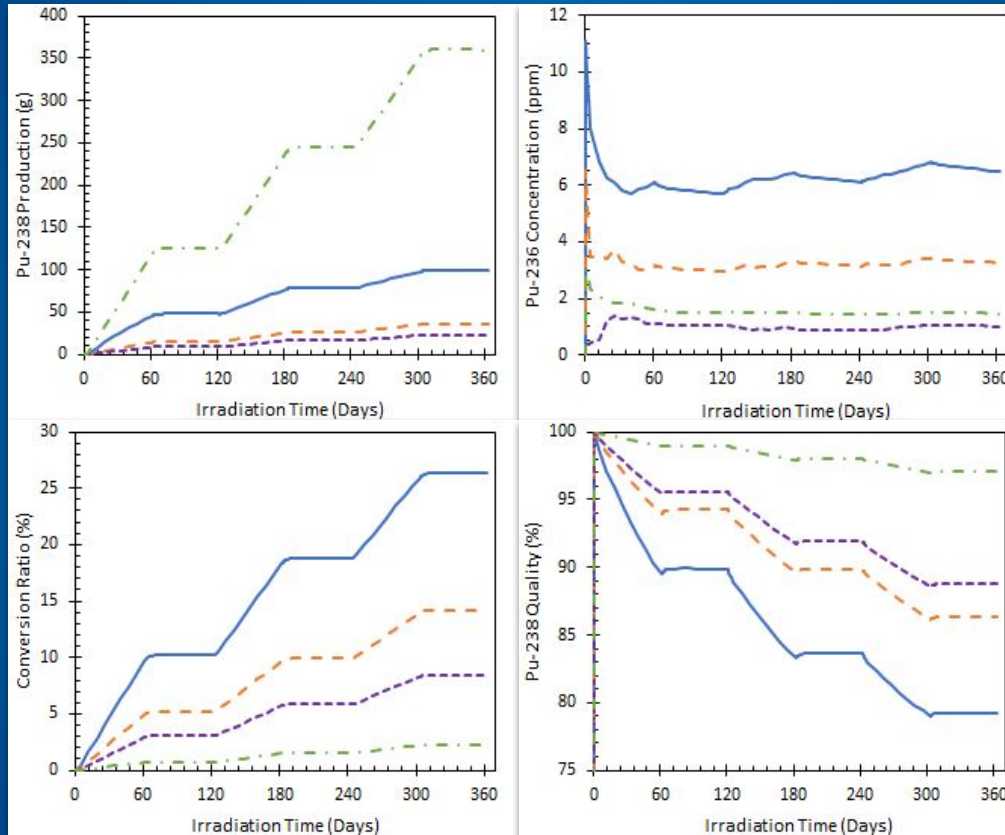 Pu-238 Production (g)
400
350
300
250
200
150
100
50
0
0 60 120 180 240 300 360
Irradiation Time (Days)
Pu-236 Concentration (ppm)
12
10
8
6
4
2
0
0 60 120 180 240 300 360
Irradiation Time (Days)
Conversion Ratio (%)
30
25
20
15
10
5
0
0 60 120 180 240 300 360
Irradiation Time (Days)
Pu-238 Quality (%)
100
95
90
85
80
75
0 60 120 180 240 300 360
Irradiation Time (Days)